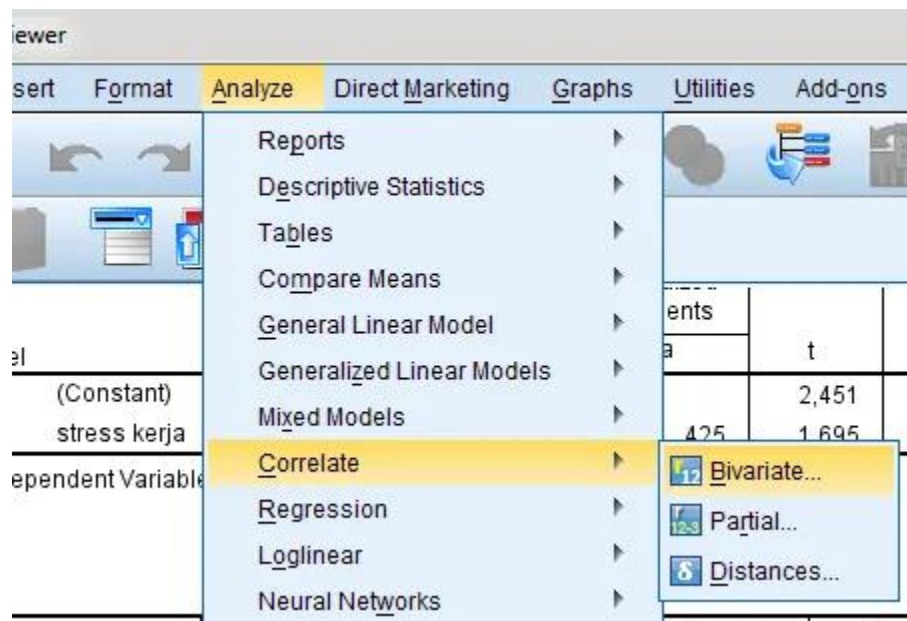 ewer
sert Format Analyze Direct Marketing Graphs Utilities Add-ons
Reports
Descriptive Statistics
Tables
Compare Means
General Linear Model
Generalized Linear Models
Mixed Models
Correlate
Regression
Loglinear
Neural Networks
Bivariate...
Partial...
Distances...
ents
el a t
(Constant) 2,451
stress kerja 425 1,695
ependent Variable